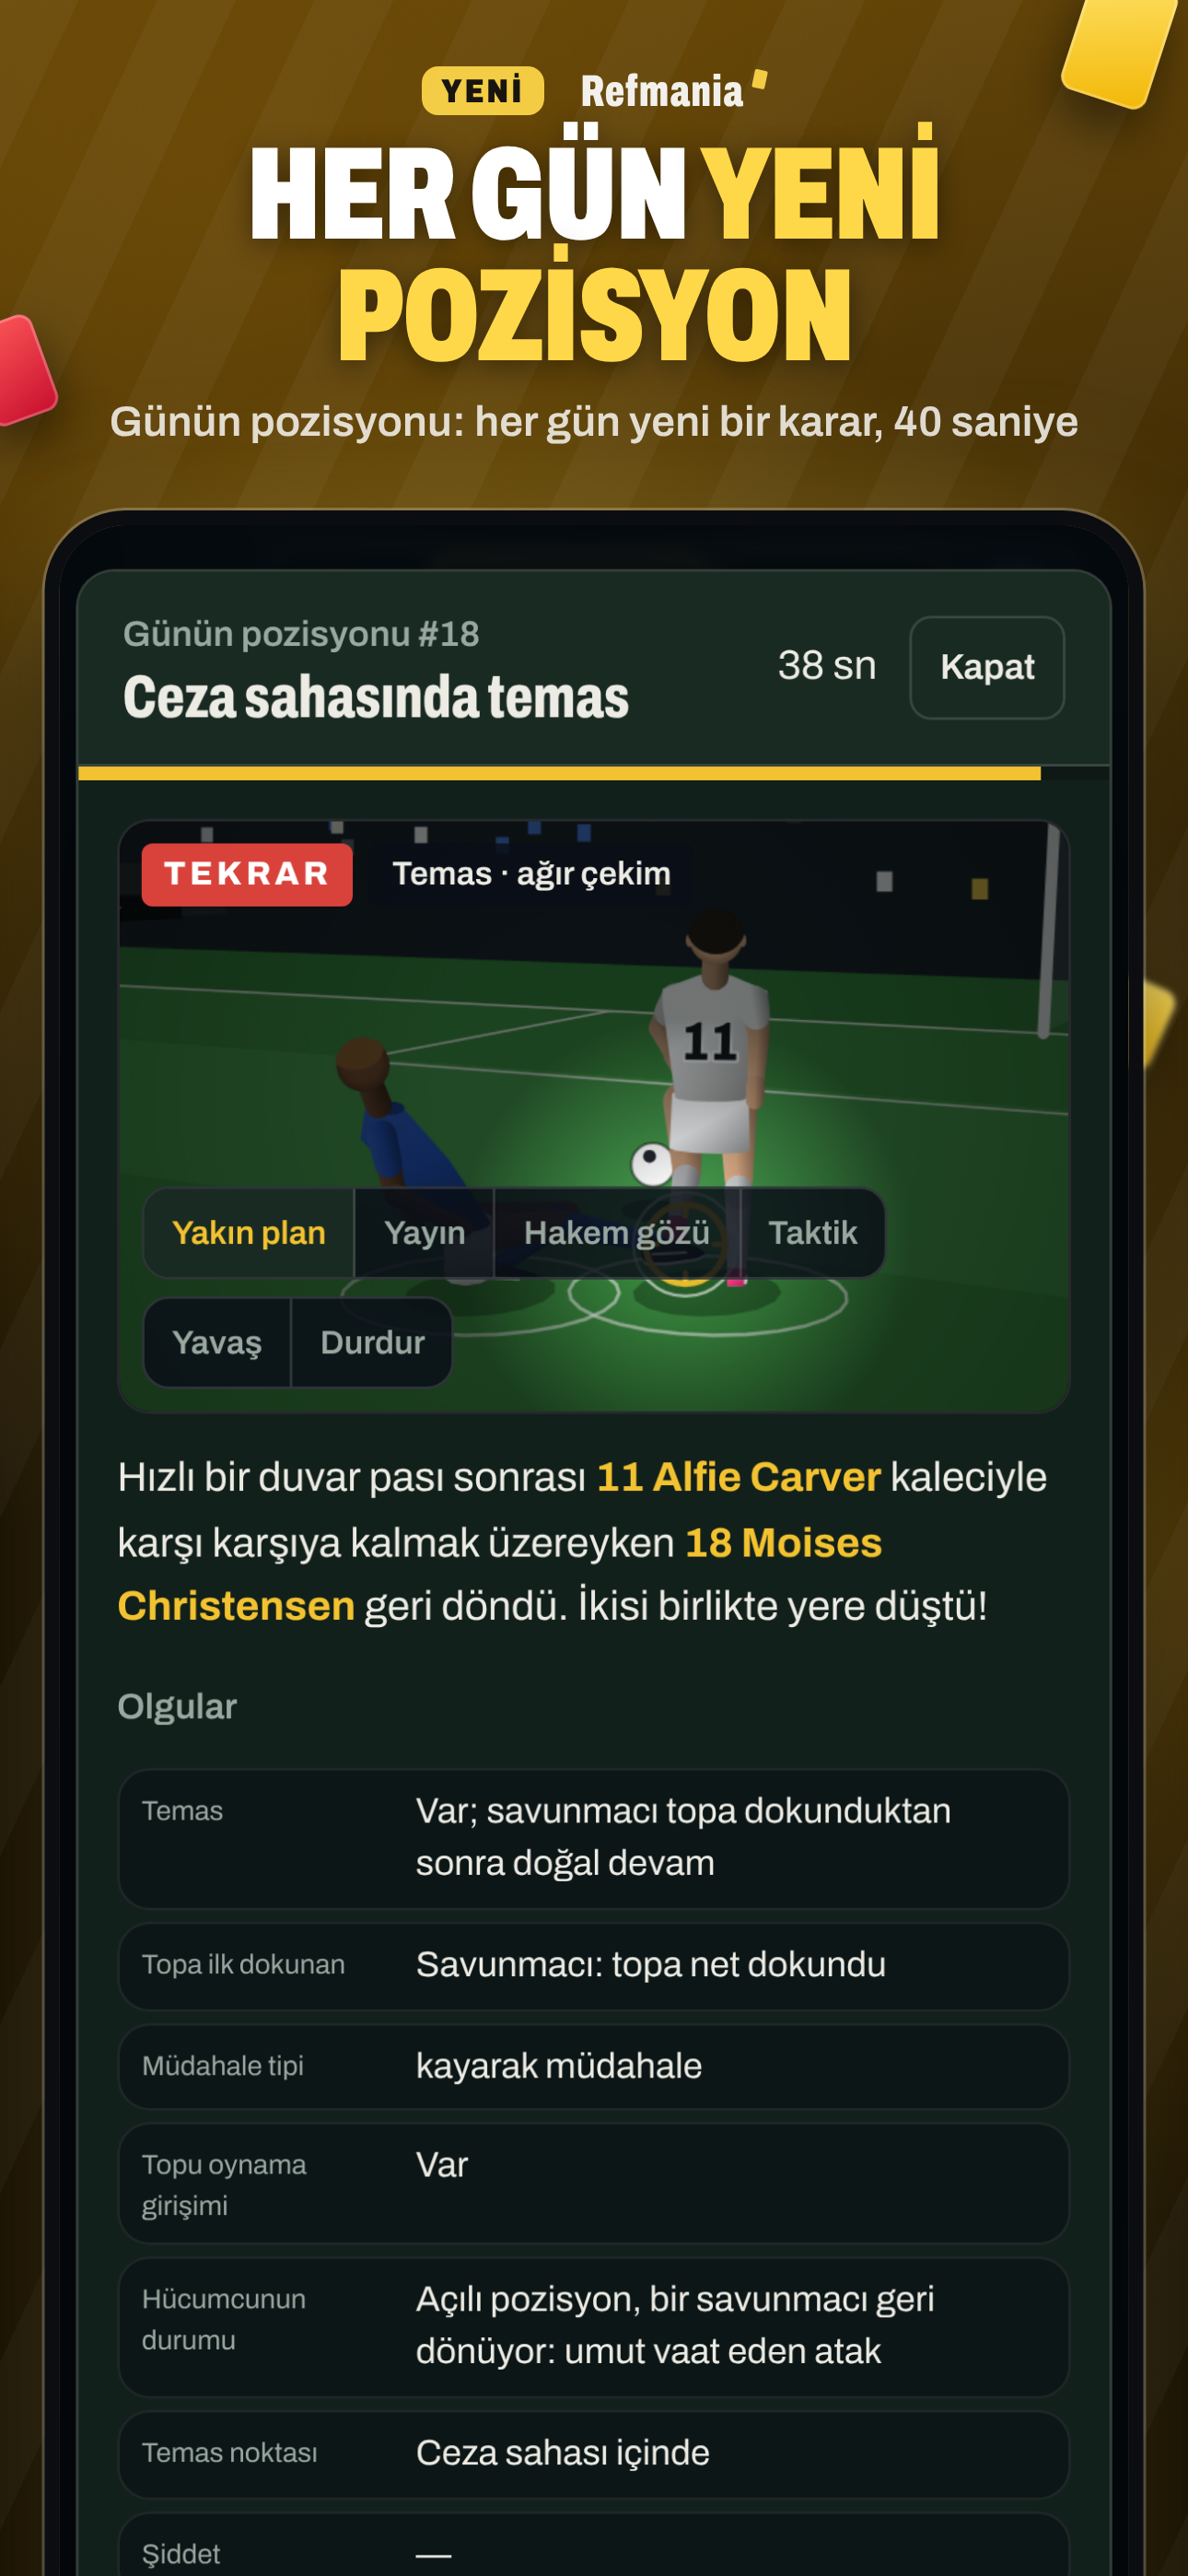 YENİ Refmania
HER GÜN YENİ
POZİSYON
Günün pozisyonu: her gün yeni bir karar, 40 saniye
Günün pozisyonu #18
Ceza sahasında temas
38 sn
Kapat
TEKRAR
Temas · ağır çekim
11
Yakın plan
Yayın
Hakem gözü
Taktik
Yavaş
Durdur
Hızlı bir duvar pası sonrası 11 Alfie Carver kaleciyle
karşı karşıya kalmak üzereyken 18 Moises
Christensen geri döndü. İkisi birlikte yere düştü!
Olgular
Temas
Var; savunmacı topa dokunduktan
sonra doğal devam
Topa ilk dokunan
Savunmacı: topa net dokundu
Müdahale tipi
kayarak müdahale
Topu oynama
girişimi
Var
Hücumcunun
durumu
Açılı pozisyon, bir savunmacı geri
dönüyor: umut vaat eden atak
Temas noktası
Ceza sahası içinde
Şiddet
—